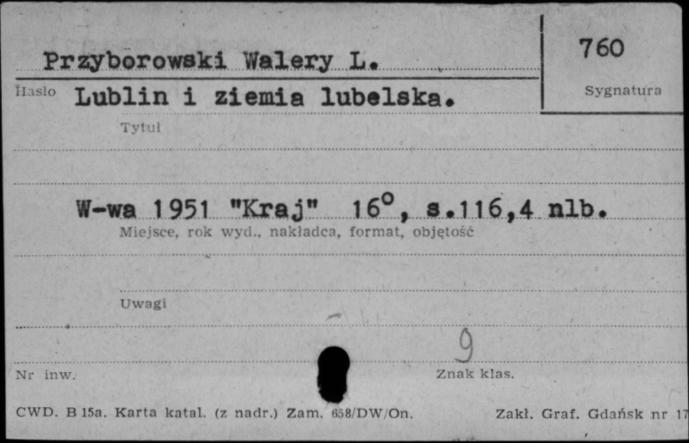 Przyborowski Walery L.
760
Hasło
Sygnatura
Lublin i ziemia lubelska.
Tytuł
W-wa 1951 "Kraj" 16°, s.116,4 nlb.
Miejsce, rok wyd., nakładca, format, objętość
Uwagi
9
Nr inw.
Znak klas.
CWD. B 15a. Karta katal. (z nadr.) Zam. 658/DW/On.
Zakł. Graf. Gdańsk nr 17